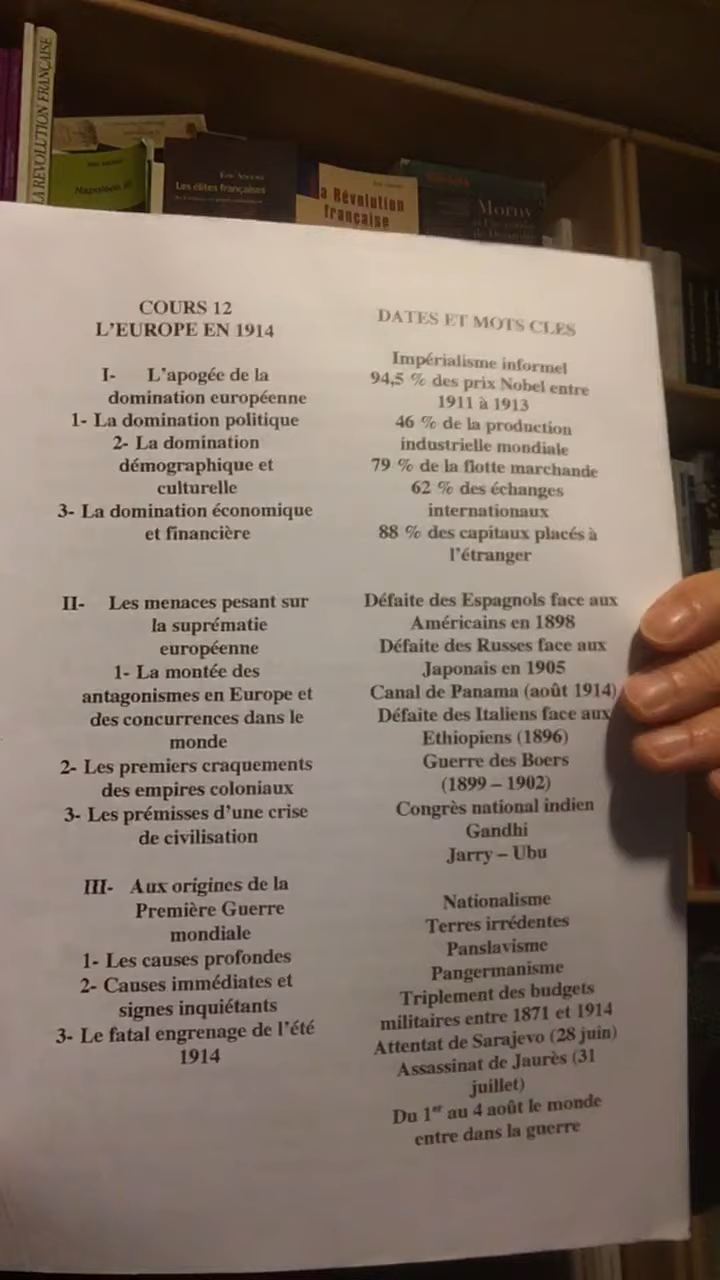 LA REVOLUTION FRANÇAISE
Napoléon III
Les élites françaises
la Révolution
française
Morny
COURS 12
L'EUROPE EN 1914
I- L'apogée de la
domination européenne
1- La domination politique
2- La domination
démographique et
culturelle
3- La domination économique
et financière
II- Les menaces pesant sur
la suprématie
européenne
1- La montée des
antagonismes en Europe et
des concurrences dans le
monde
2- Les premiers craquements
des empires coloniaux
3- Les prémisses d'une crise
de civilisation
III- Aux origines de la
Première Guerre
mondiale
1- Les causes profondes
2- Causes immédiates et
signes inquiétants
3- Le fatal engrenage de l'été
1914
DATES ET MOTS CLES
Impérialisme informel
94,5 % des prix Nobel entre
1911 à 1913
46 % de la production
industrielle mondiale
79 % de la flotte marchande
62 % des échanges
internationaux
88 % des capitaux placés à
l'étranger
Défaite des Espagnols face aux
Américains en 1898
Défaite des Russes face aux
Japonais en 1905
Canal de Panama (août 1914)
Défaite des Italiens face aux
Ethiopiens (1896)
Guerre des Boers
(1899 – 1902)
Congrès national indien
Gandhi
Jarry – Ubu
Nationalisme
Terres irrédentes
Panslavisme
Pangermanisme
Triplement des budgets
militaires entre 1871 et 1914
Attentat de Sarajevo (28 juin)
Assassinat de Jaurès (31
juillet)
Du 1er au 4 août le monde
entre dans la guerre